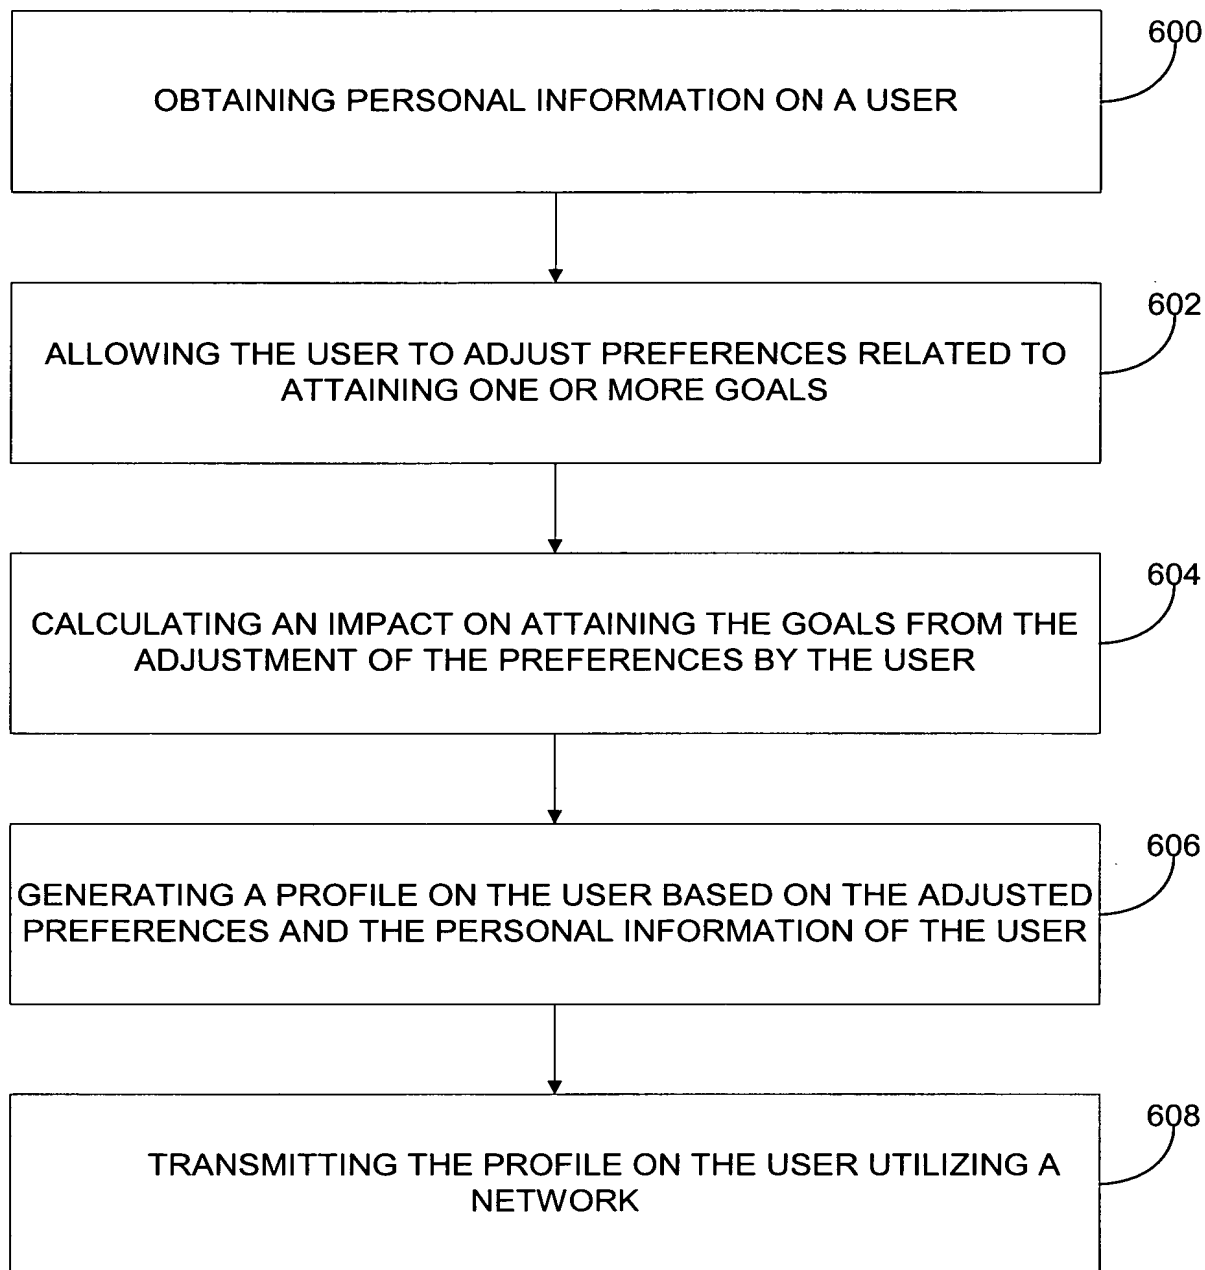 600
OBTAINING PERSONAL INFORMATION ON A USER
602
ALLOWING THE USER TO ADJUST PREFERENCES RELATED TO
ATTAINING ONE OR MORE GOALS
604
CALCULATING AN IMPACT ON ATTAINING THE GOALS FROM THE
ADJUSTMENT OF THE PREFERENCES BY THE USER
606
GENERATING A PROFILE ON THE USER BASED ON THE ADJUSTED
PREFERENCES AND THE PERSONAL INFORMATION OF THE USER
608
TRANSMITTING THE PROFILE ON THE USER UTILIZING A
NETWORK